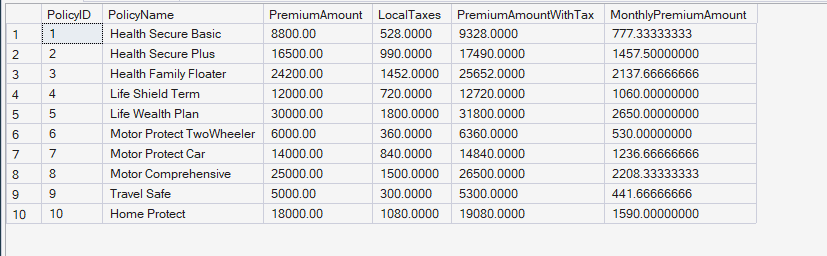 PolicyID PolicyName PremiumAmount LocalTaxes PremiumAmountWithTax MonthlyPremiumAmount
1 1 Health Secure Basic 8800.00 528.0000 9328.0000 777.33333333
2 2 Health Secure Plus 16500.00 990.0000 17490.0000 1457.50000000
3 3 Health Family Floater 24200.00 1452.0000 25652.0000 2137.66666666
4 4 Life Shield Term 12000.00 720.0000 12720.0000 1060.00000000
5 5 Life Wealth Plan 30000.00 1800.0000 31800.0000 2650.00000000
6 6 Motor Protect TwoWheeler 6000.00 360.0000 6360.0000 530.00000000
7 7 Motor Protect Car 14000.00 840.0000 14840.0000 1236.66666666
8 8 Motor Comprehensive 25000.00 1500.0000 26500.0000 2208.33333333
9 9 Travel Safe 5000.00 300.0000 5300.0000 441.66666666
10 10 Home Protect 18000.00 1080.0000 19080.0000 1590.00000000